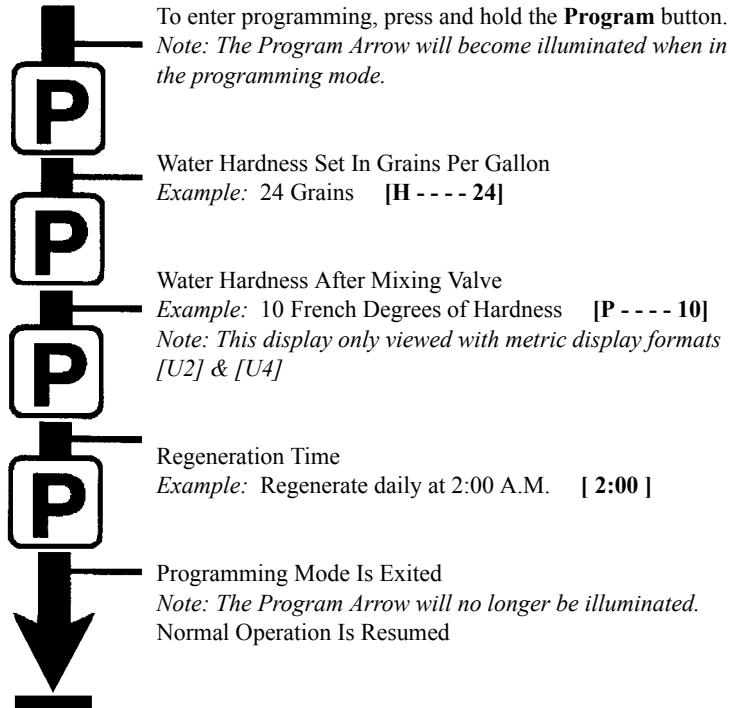 To enter programming, press and hold the Program button.
Note: The Program Arrow will become illuminated when in
the programming mode.
P
Water Hardness Set In Grains Per Gallon
Example: 24 Grains [H - - - - 24]
P
Water Hardness After Mixing Valve
Example: 10 French Degrees of Hardness [P - - - - 10]
Note: This display only viewed with metric display formats
[U2] & [U4]
P
Regeneration Time
Example: Regenerate daily at 2:00 A.M. [ 2:00 ]
P
Programming Mode Is Exited
Note: The Program Arrow will no longer be illuminated.
Normal Operation Is Resumed